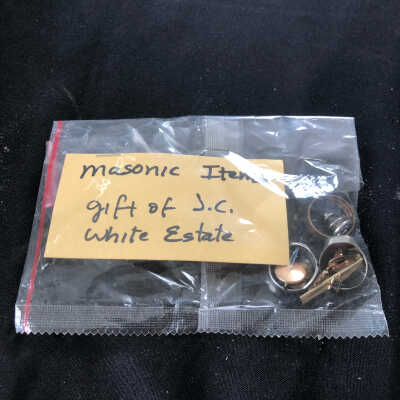 Masonic Items
gift of J.C.
White Estate